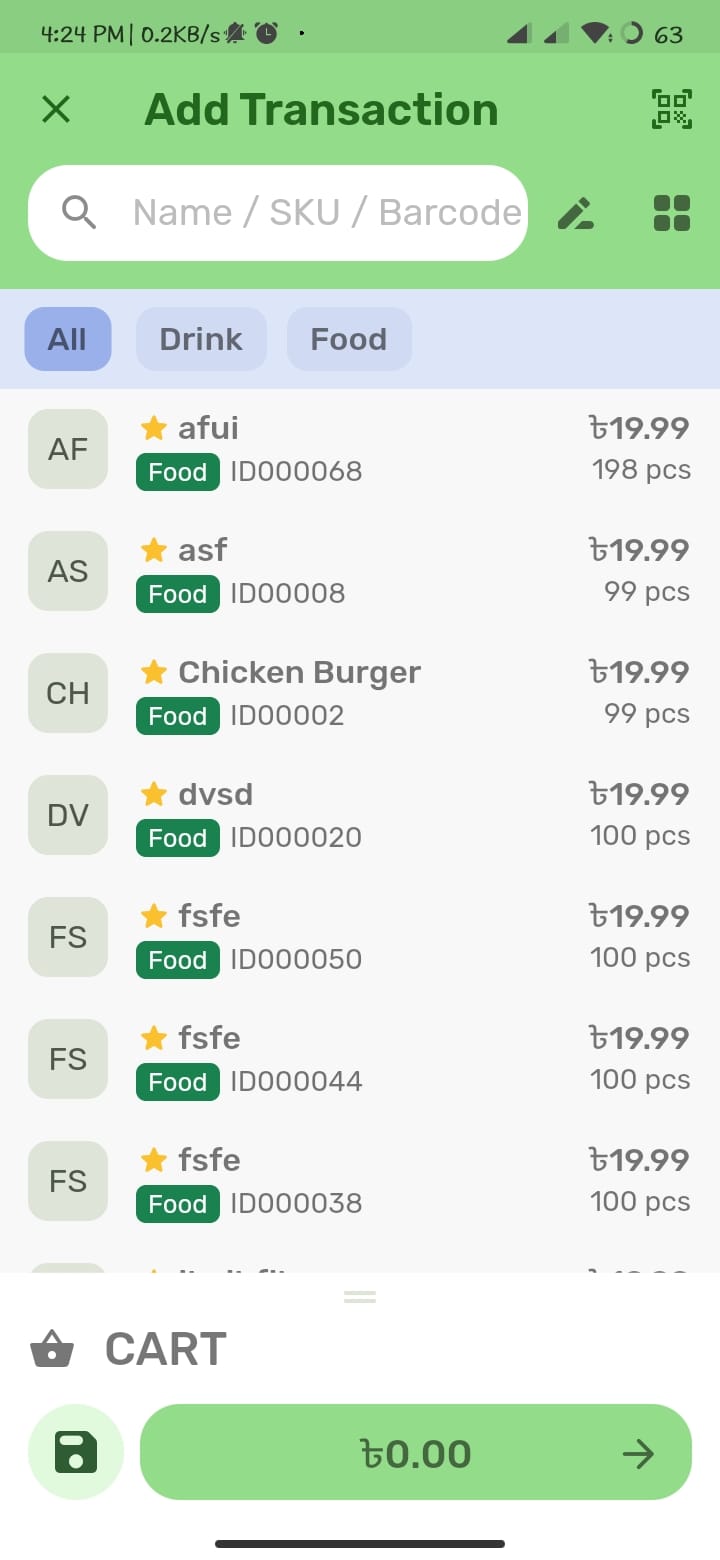 4:24 PM| 0.2KB/s 63
Add Transaction
Name / SKU / Barcode
All Drink Food
AF afui ৳19.99
Food ID000068 198 pcs
AS asf ৳19.99
Food ID00008 99 pcs
CH Chicken Burger ৳19.99
Food ID00002 99 pcs
DV dvsd ৳19.99
Food ID000020 100 pcs
FS fsfe ৳19.99
Food ID000050 100 pcs
FS fsfe ৳19.99
Food ID000044 100 pcs
FS fsfe ৳19.99
Food ID000038 100 pcs
CART
৳0.00